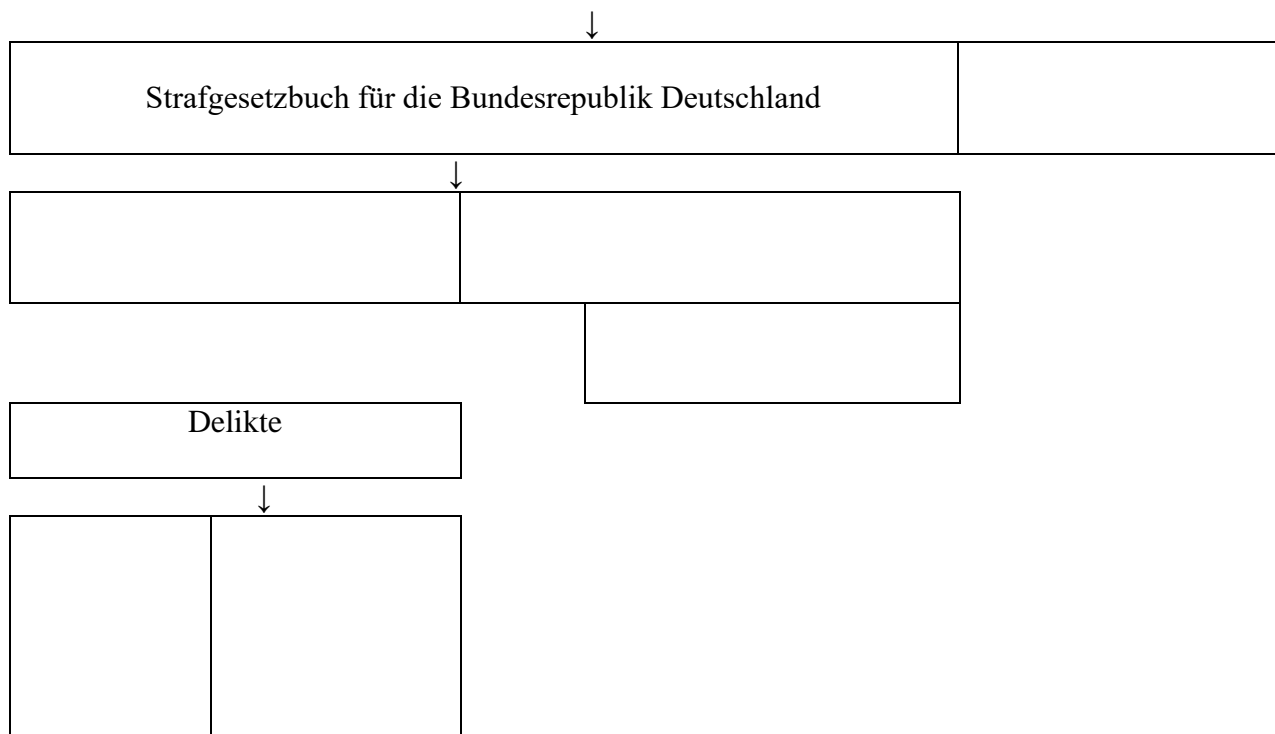 ↓
Strafgesetzbuch für die Bundesrepublik Deutschland
↓
Delikte
↓